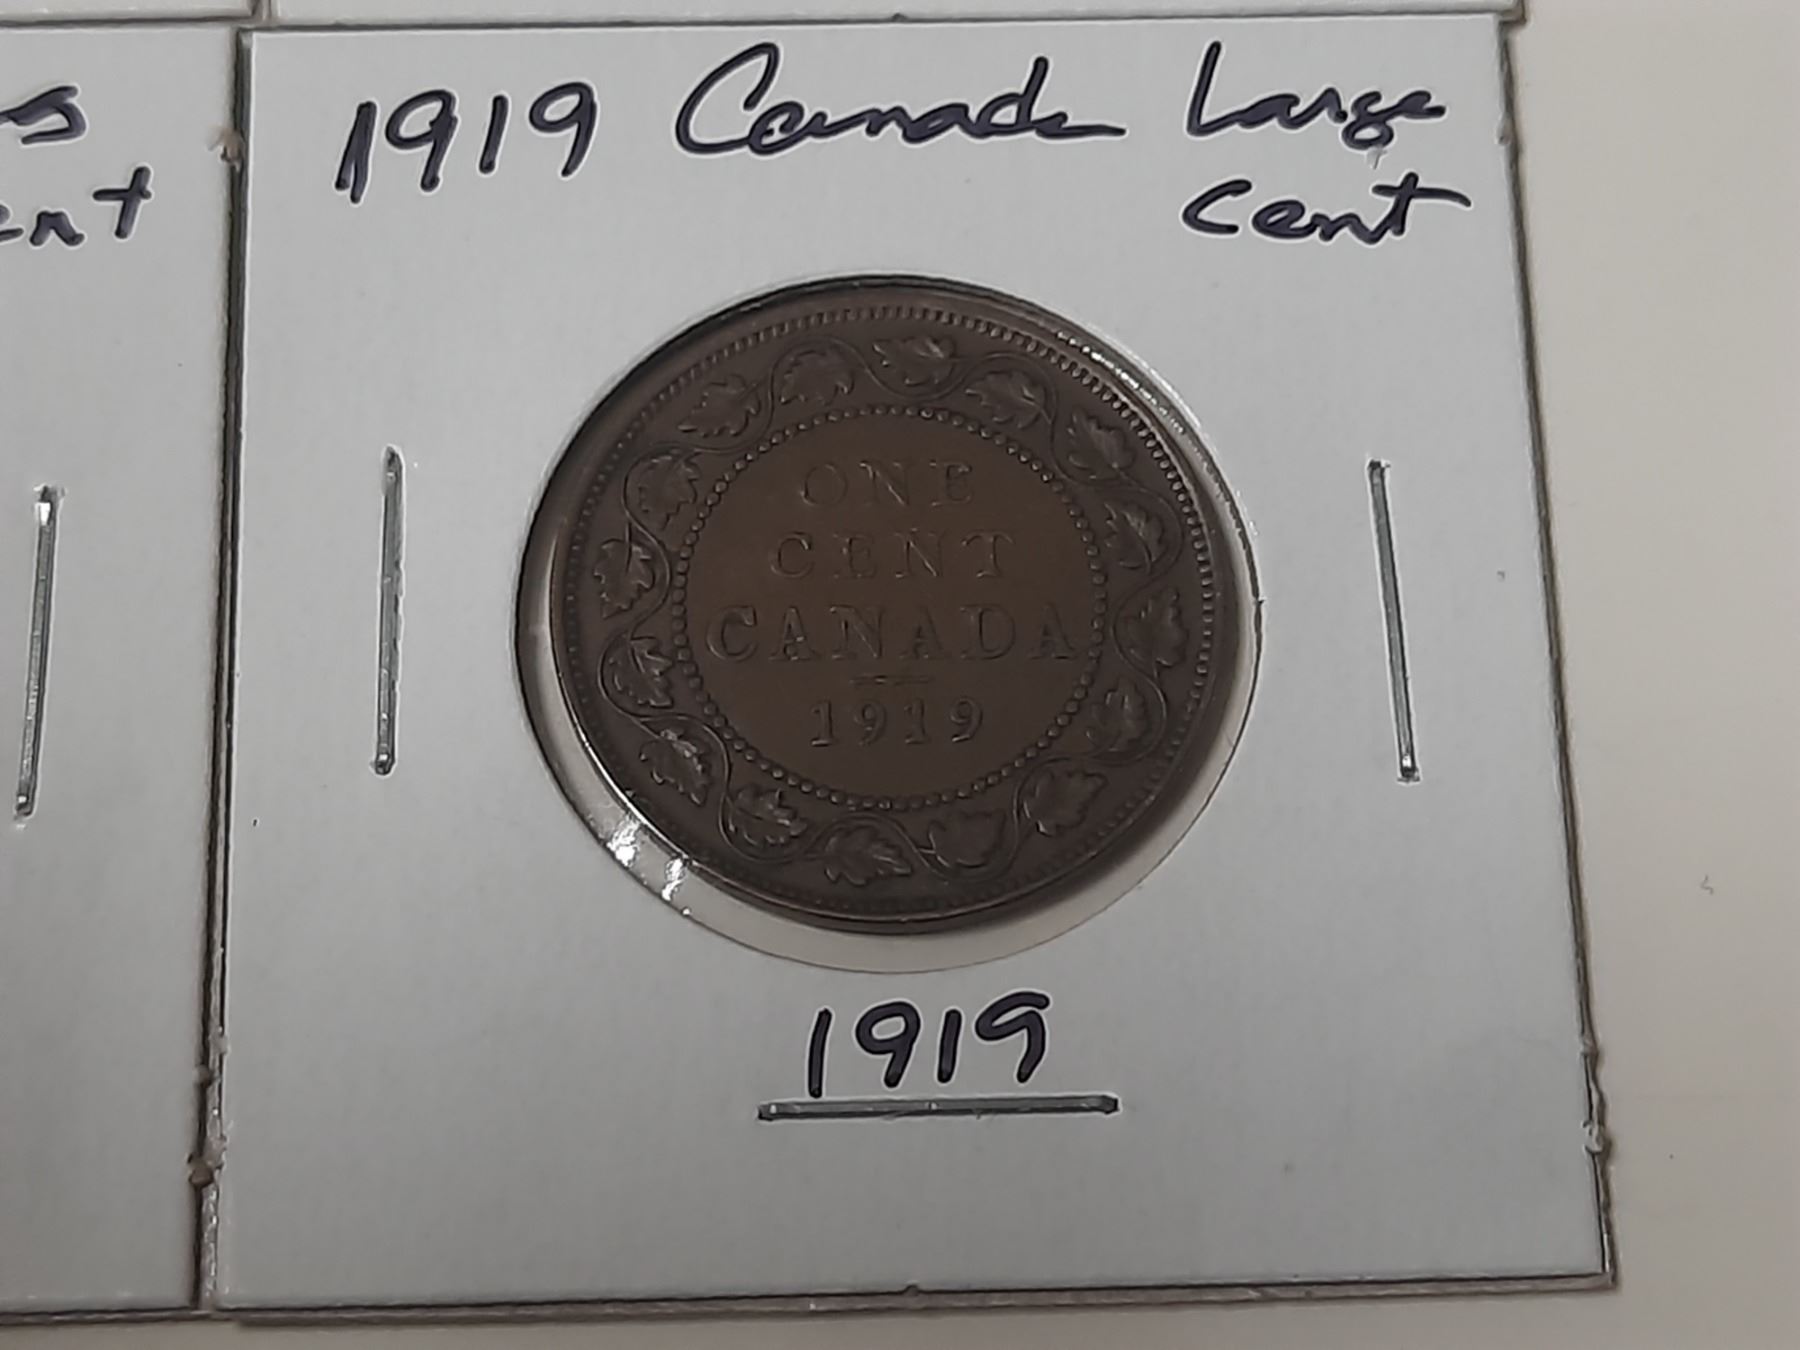 1919 Canada Large
cent
ONE
CENT
CANADA
1919
1919